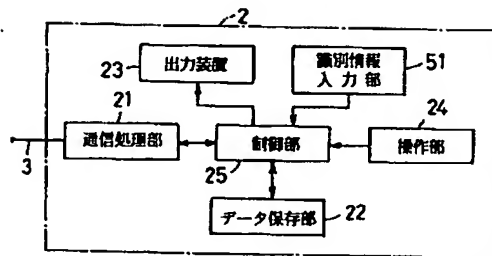 2
23
出力装置
識別情報
入力部
51
21
24
通信処理部
制御部
操作部
3
25
データ保存部
22